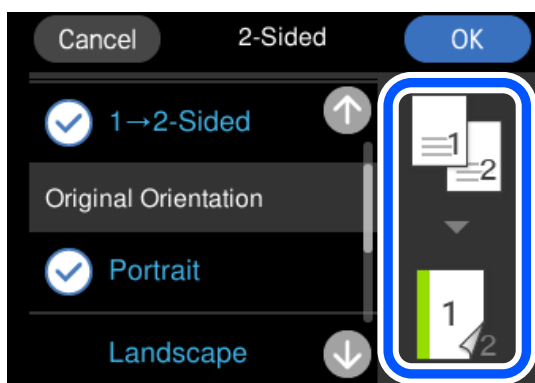 Cancel 2-Sided OK
1→2-Sided
Original Orientation
Portrait
Landscape
1
2
1
2